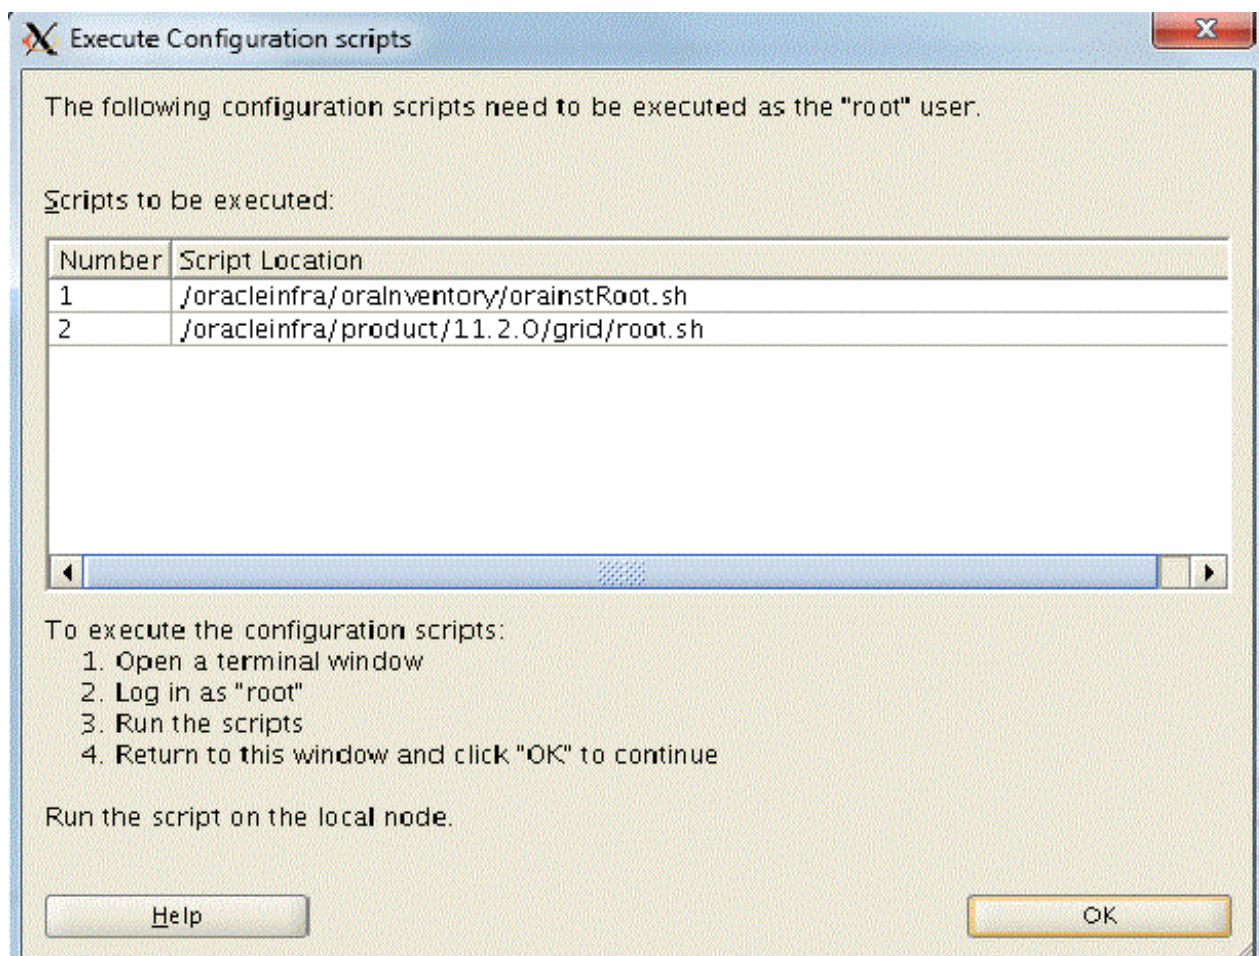 Execute Configuration scripts
The following configuration scripts need to be executed as the "root" user.
Scripts to be executed:
Number Script Location
1 /oracleinfra/oraInventory/orainstRoot.sh
2 /oracleinfra/product/11.2.0/grid/root.sh
To execute the configuration scripts:
1. Open a terminal window
2. Log in as "root"
3. Run the scripts
4. Return to this window and click "OK" to continue
Run the script on the local node.
Help OK